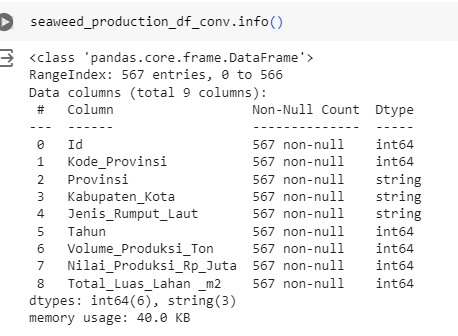 seaweed_production_df_conv.info()
<class 'pandas.core.frame.DataFrame'>
RangeIndex: 567 entries, 0 to 566
Data columns (total 9 columns):
 #   Column                  Non-Null Count  Dtype
---  ------                  --------------  -----
 0   Id                      567 non-null    int64
 1   Kode_Provinsi           567 non-null    int64
 2   Provinsi                567 non-null    string
 3   Kabupaten_Kota          567 non-null    string
 4   Jenis_Rumput_Laut       567 non-null    string
 5   Tahun                   567 non-null    int64
 6   Volume_Produksi_Ton     567 non-null    int64
 7   Nilai_Produksi_Rp_Juta  567 non-null    int64
 8   Total_Luas_Lahan _m2    567 non-null    int64
dtypes: int64(6), string(3)
memory usage: 40.0 KB